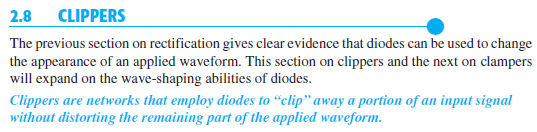 2.8 CLIPPERS
The previous section on rectification gives clear evidence that diodes can be used to change
the appearance of an applied waveform. This section on clippers and the next on clampers
will expand on the wave-shaping abilities of diodes.
Clippers are networks that employ diodes to “clip” away a portion of an input signal
without distorting the remaining part of the applied waveform.